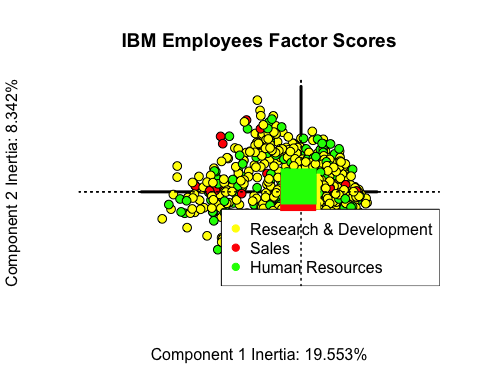 IBM Employees Factor Scores
Component 2 Inertia: 8.342%
Research & Development
Sales
Human Resources
Component 1 Inertia: 19.553%